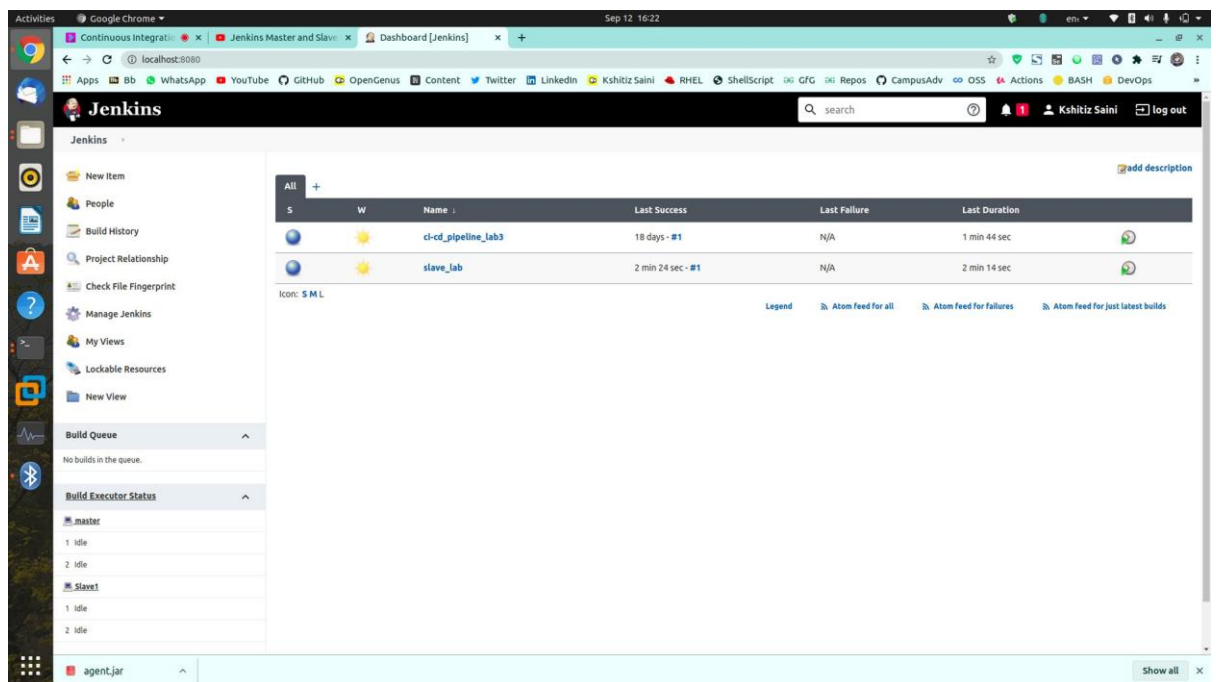 Activities Google Chrome Sep 12 16:22 en₁
Continuous Integratio Jenkins Master and Slave Dashboard [Jenkins]
localhost:8080
Apps Bb WhatsApp YouTube GitHub OpenGenus Content Twitter LinkedIn Kshitiz Saini RHEL ShellScript GFG Repos CampusAdv OSS Actions BASH DevOps »
Jenkins search 1 Kshitiz Saini log out
Jenkins
add description
New Item
People
Build History
Project Relationship
Check File Fingerprint
Manage Jenkins
My Views
Lockable Resources
New View
All +
S W Name ↓ Last Success Last Failure Last Duration
ci-cd_pipeline_lab3 18 days - #1 N/A 1 min 44 sec
slave_lab 2 min 24 sec - #1 N/A 2 min 14 sec
Icon: S M L
Legend Atom feed for all Atom feed for failures Atom feed for just latest builds
Build Queue
No builds in the queue.
Build Executor Status
master
1 Idle
2 Idle
Slave1
1 Idle
2 Idle
agent.jar Show all